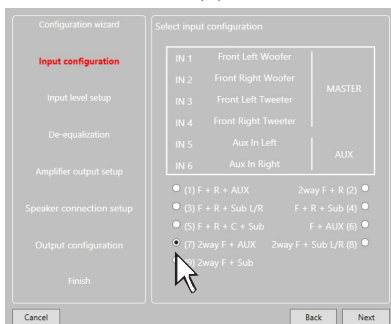 Configuration wizard
Input configuration
Input level setup
De-equalization
Amplifier output setup
Speaker connection setup
Output configuration
Finish
Select input configuration
IN 1 Front Left Woofer
IN 2 Front Right Woofer
IN 3 Front Left Tweeter
IN 4 Front Right Tweeter
MASTER
IN 5 Aux In Left
IN 6 Aux In Right
AUX
(1) F + R + AUX 2way F + R (2)
(3) F + R + Sub L/R F + R + Sub (4)
(5) F + R + C + Sub F + AUX (6)
(7) 2way F + AUX 2way F + Sub L/R (8)
2way F + Sub
Cancel Back Next